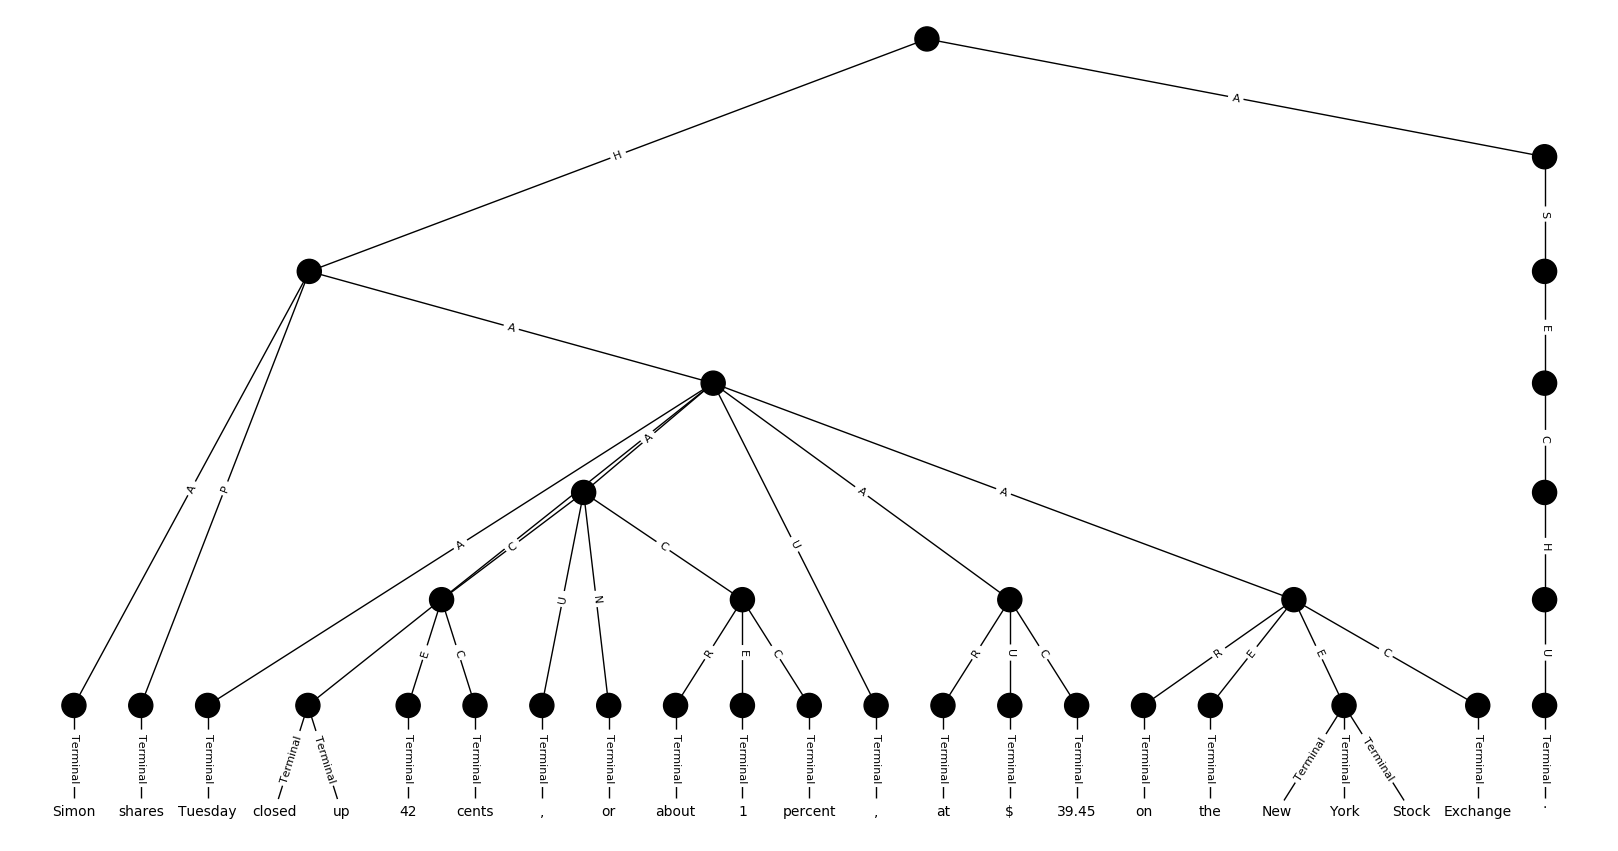 A
H
S
E
A
C
A
A P A A H
A C U C
U N
E C R E C R U C R E E C U
Terminal Terminal Terminal Terminal Terminal Terminal Terminal Terminal Terminal Terminal Terminal Terminal Terminal Terminal Terminal Terminal Terminal Terminal Terminal Terminal Terminal Terminal Terminal
Simon shares Tuesday closed up 42 cents , or about 1 percent , at $ 39.45 on the New York Stock Exchange .